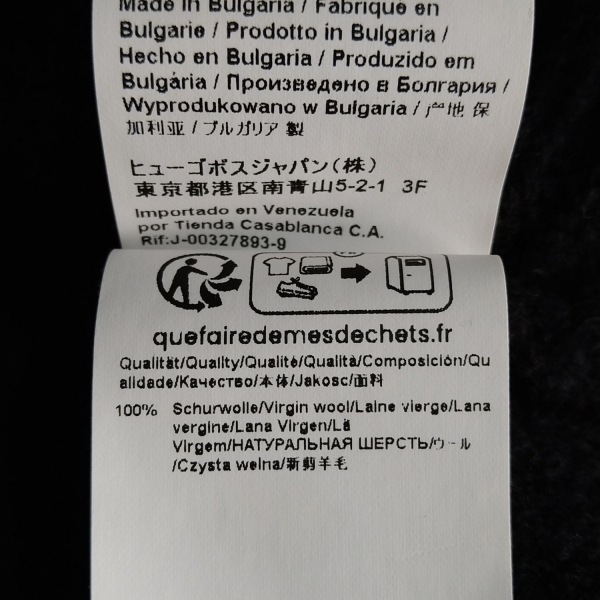 Made in Bulgaria / Fabriqué en
Bulgarie / Prodotto in Bulgaria /
Hecho en Bulgaria / Produzido em
Bulgária / Произведено в Болгария /
Wyprodukowano w Bulgaria / 产地 保
加利亚 / ブルガリア 製
ヒューゴボスジャパン(株)
東京都港区南青山5-2-1 3F
Importado en Venezuela
por Tienda Casablanca C.A.
Rif:J-00327893-9
quefairedemesdechets.fr
Qualität/Quality/Qualité/Qualità/Composición/Qu
alidade/Качество/本体/Jakosc/面料
100% Schurwolle/Virgin wool/Laine vierge/Lana
vergine/Lana Virgen/Lã
Virgem/НАТУРАЛЬНАЯ ШЕРСТЬ/ウール
/Czysta welna/新剪羊毛